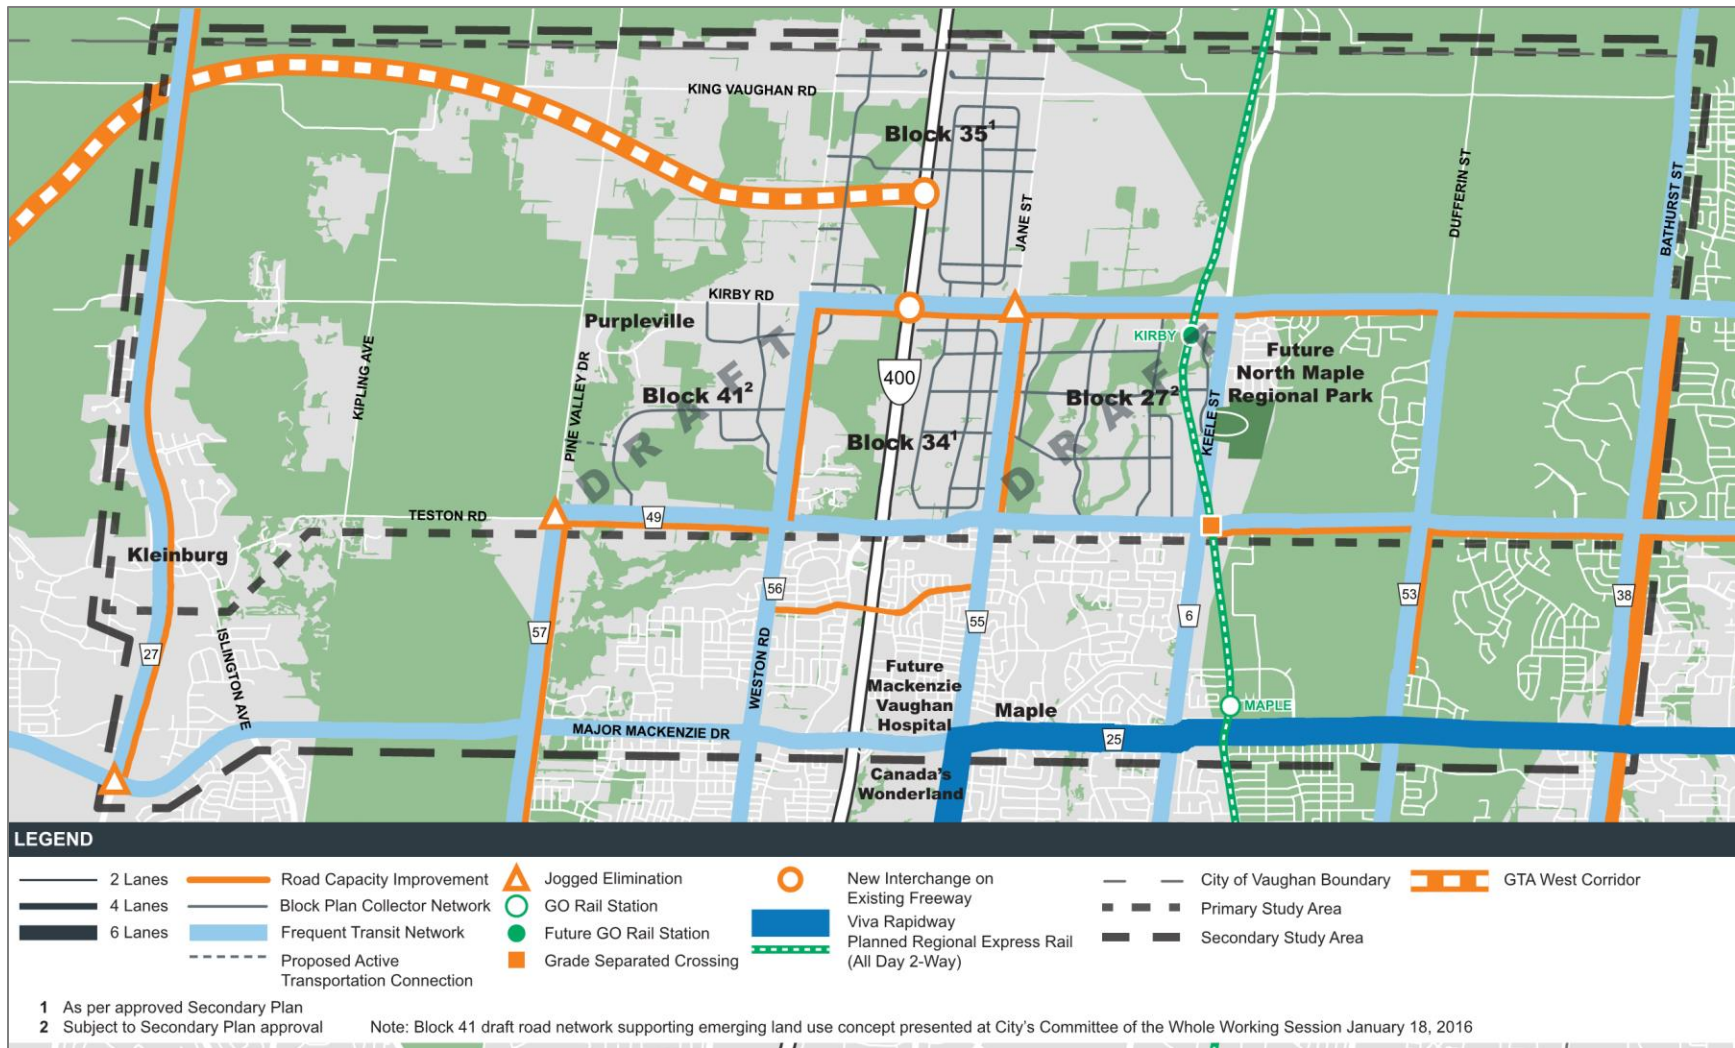 KING VAUGHAN RD
Block 35¹
JANE ST
DUFFERIN ST
BATHURST ST
KIRBY RD
Purpleville
KIPLING AVE
PINE VALLEY DR
Block 41²
DRAFT
400
Block 34¹
KIRBY
Block 27²
DRAFT
KEELE ST
Future
North Maple
Regional Park
TESTON RD
49
Kleinburg
56
57
55
6
53
38
27
ISLINGTON AVE
WESTON RD
Future
Mackenzie
Vaughan
Hospital
Maple
MAPLE
MAJOR MACKENZIE DR
25
Canada's
Wonderland
LEGEND
2 Lanes
4 Lanes
6 Lanes
Road Capacity Improvement
Block Plan Collector Network
Frequent Transit Network
Proposed Active
Transportation Connection
Jogged Elimination
GO Rail Station
Future GO Rail Station
Grade Separated Crossing
New Interchange on
Existing Freeway
Viva Rapidway
Planned Regional Express Rail
(All Day 2-Way)
City of Vaughan Boundary
Primary Study Area
Secondary Study Area
GTA West Corridor
1 As per approved Secondary Plan
2 Subject to Secondary Plan approval
Note: Block 41 draft road network supporting emerging land use concept presented at City's Committee of the Whole Working Session January 18, 2016